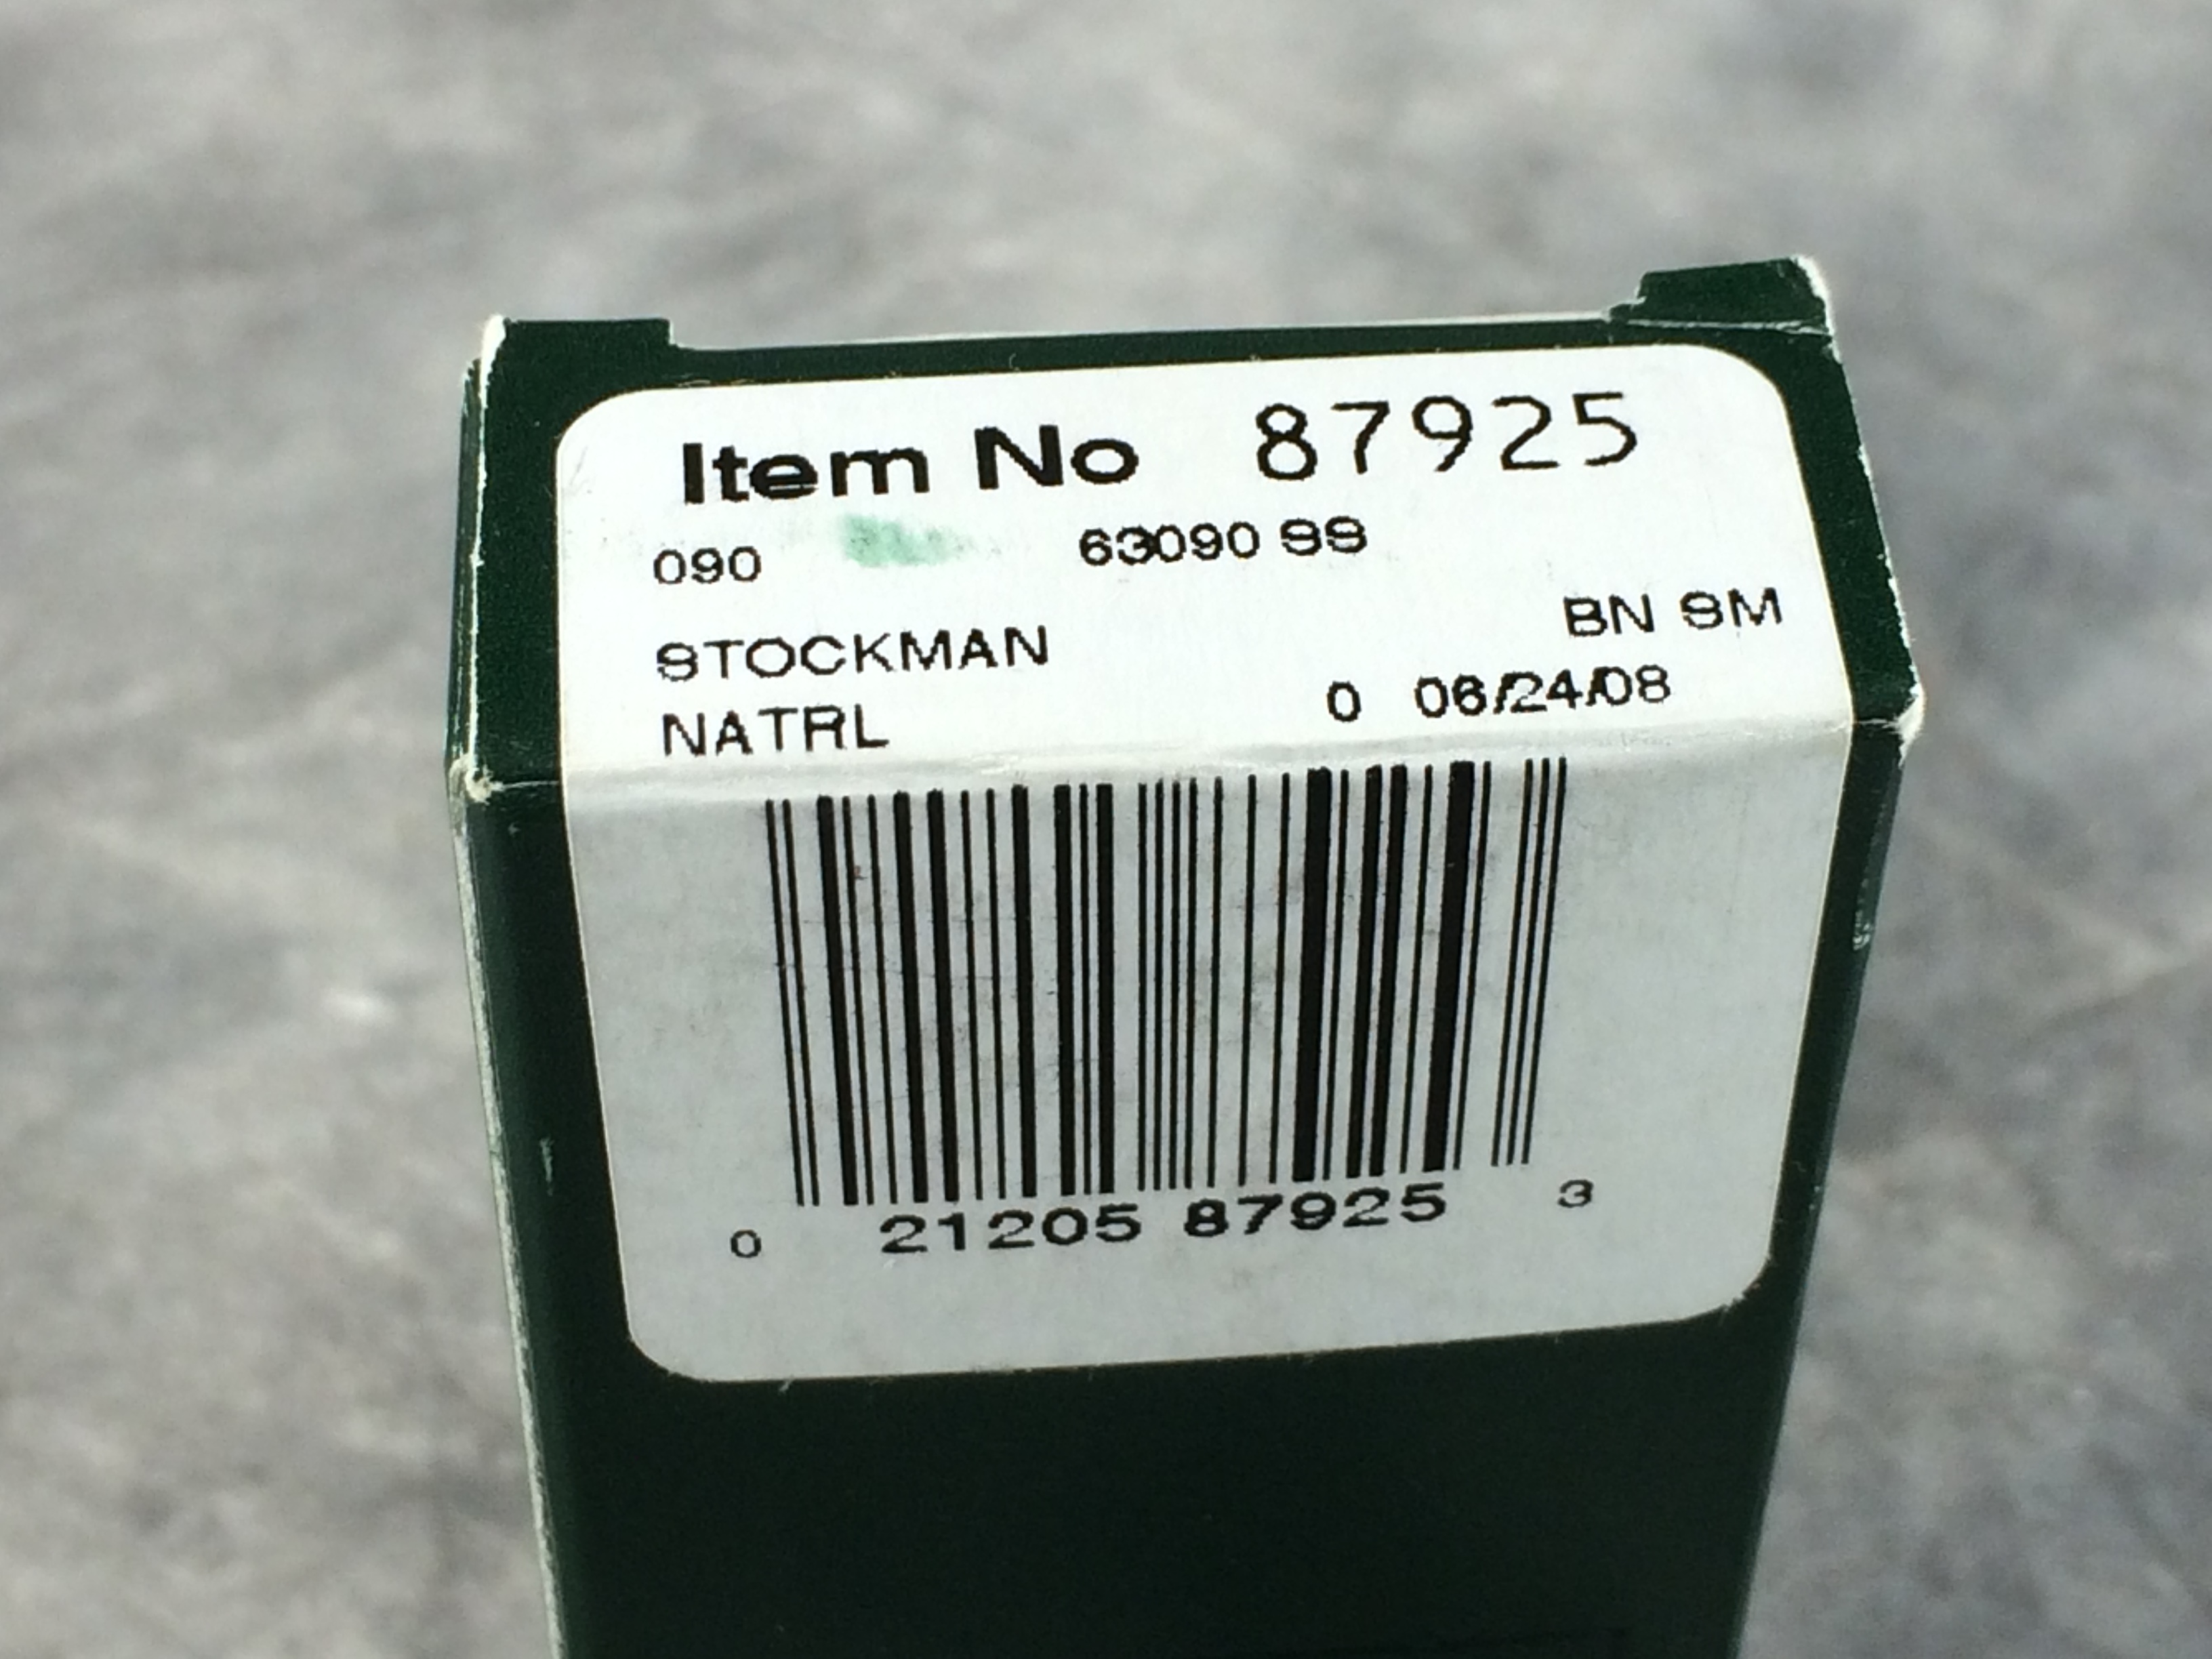 Item No 87925
090 63090 SS
BN SM
STOCKMAN
0 06/24/08
NATRL
0 21205 87925 3